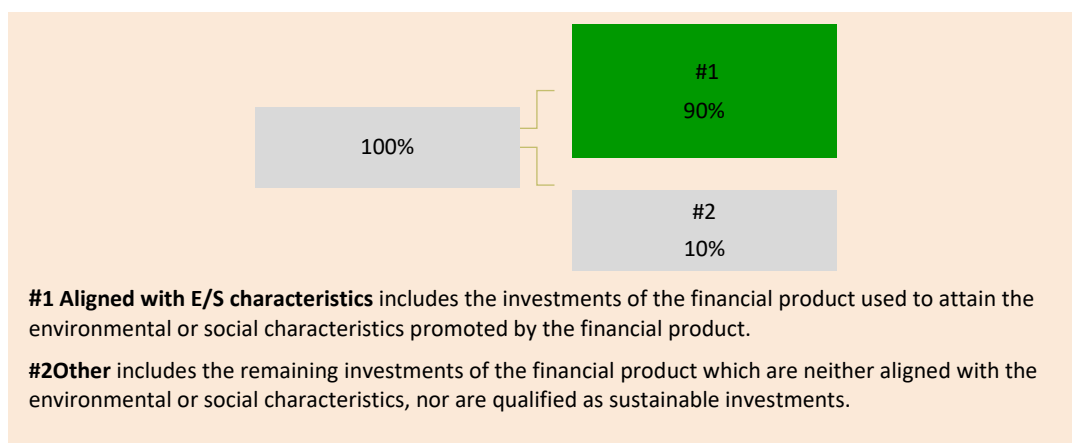 #1
90%
100%
#2
10%
#1 Aligned with E/S characteristics includes the investments of the financial product used to attain the
environmental or social characteristics promoted by the financial product.
#2Other includes the remaining investments of the financial product which are neither aligned with the
environmental or social characteristics, nor are qualified as sustainable investments.